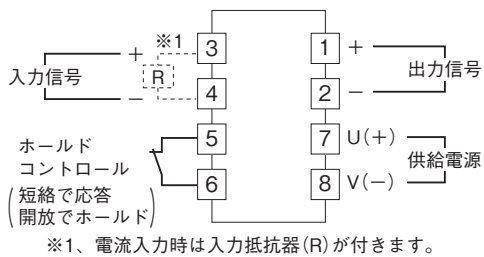 ※1
+ 3 1 +
入力信号 R 出力信号
− 4 2 −
ホールド 5 7 U(+)
コントロール 供給電源
(短絡で応答 6 8 V(−)
開放でホールド)
※1、電流入力時は入力抵抗器(R)が付きます。